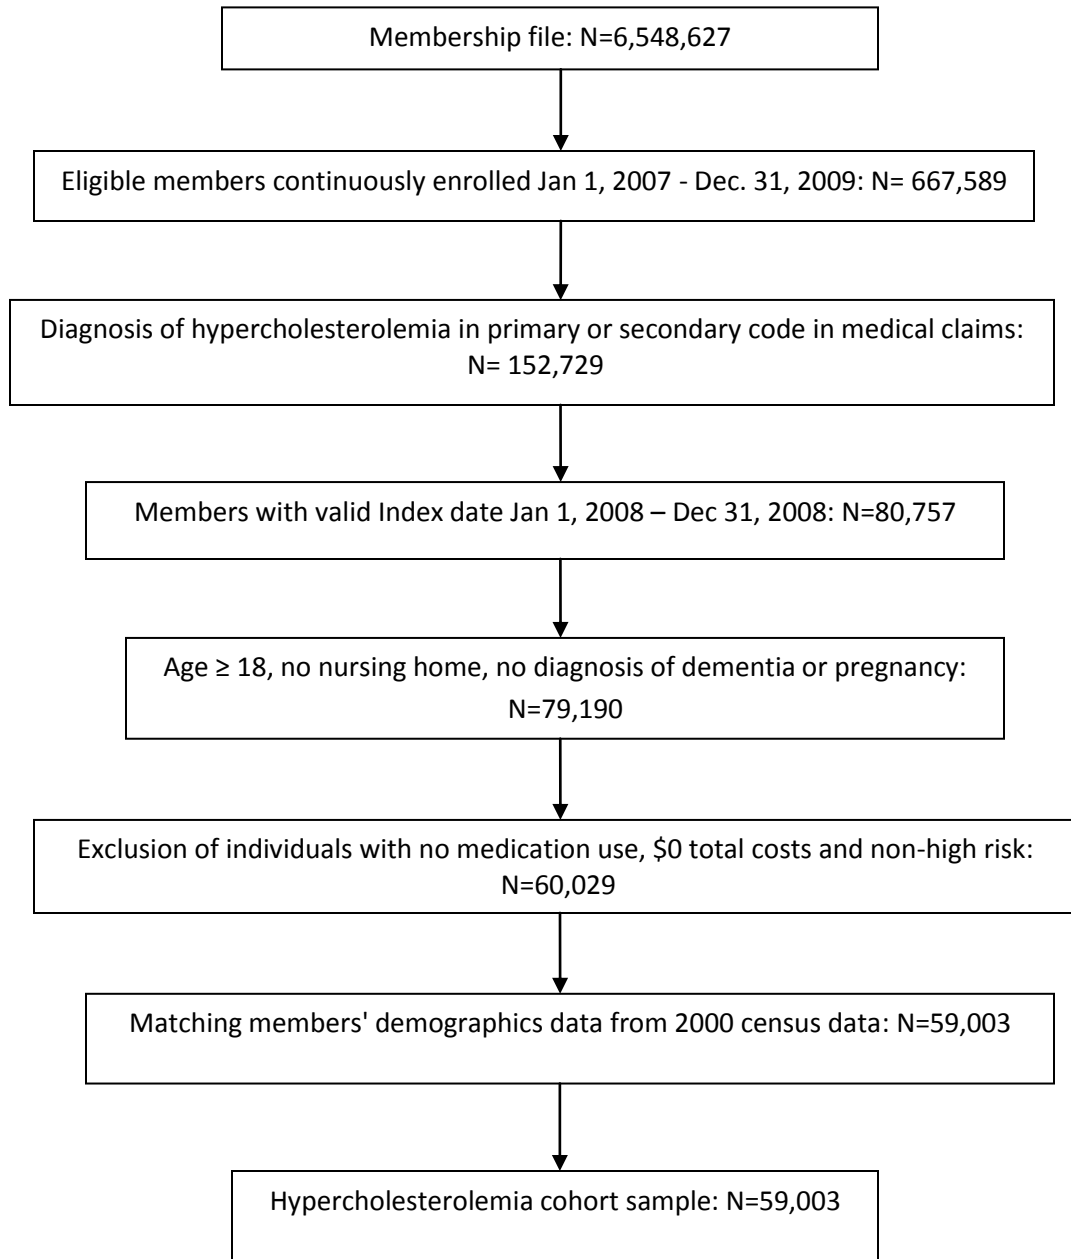 Membership file: N=6,548,627
Eligible members continuously enrolled Jan 1, 2007 - Dec. 31, 2009: N= 667,589
Diagnosis of hypercholesterolemia in primary or secondary code in medical claims:
N= 152,729
Members with valid Index date Jan 1, 2008 – Dec 31, 2008: N=80,757
Age ≥ 18, no nursing home, no diagnosis of dementia or pregnancy:
N=79,190
Exclusion of individuals with no medication use, $0 total costs and non-high risk:
N=60,029
Matching members' demographics data from 2000 census data: N=59,003
Hypercholesterolemia cohort sample: N=59,003